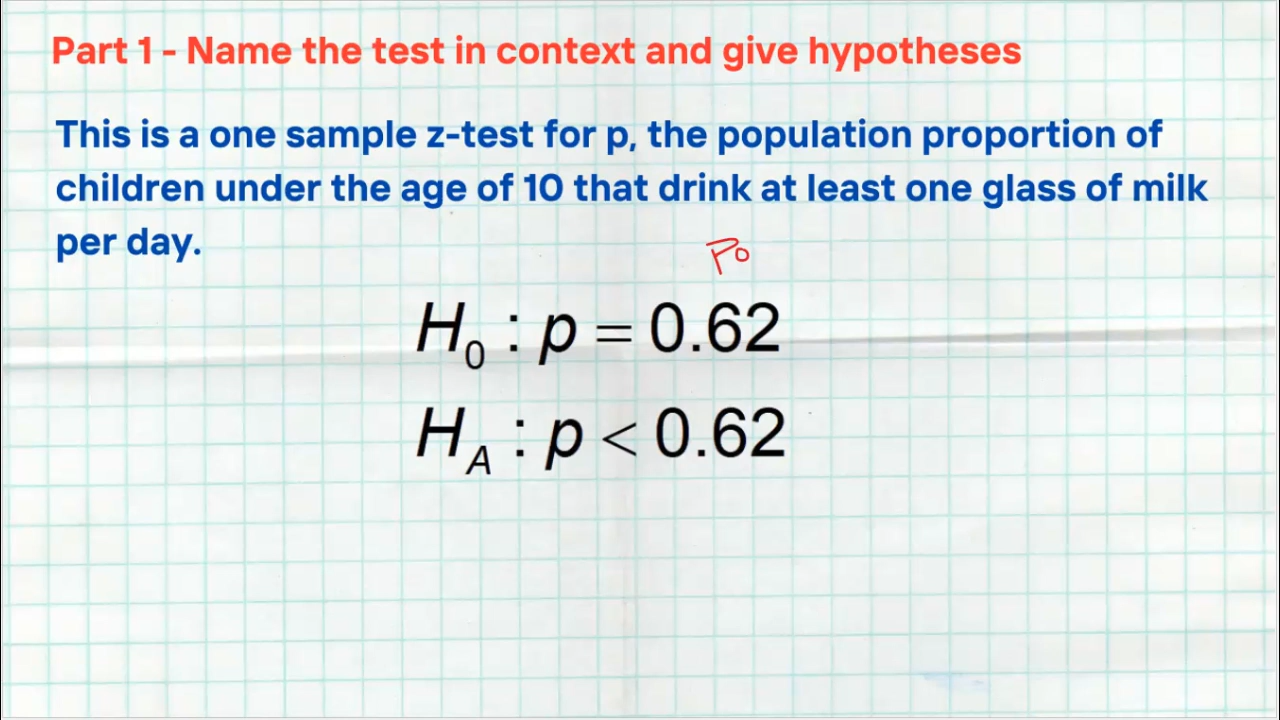 Part 1 - Name the test in context and give hypotheses
This is a one sample z-test for p, the population proportion of
children under the age of 10 that drink at least one glass of milk
per day.
P0
H0 : p = 0.62
HA : p < 0.62